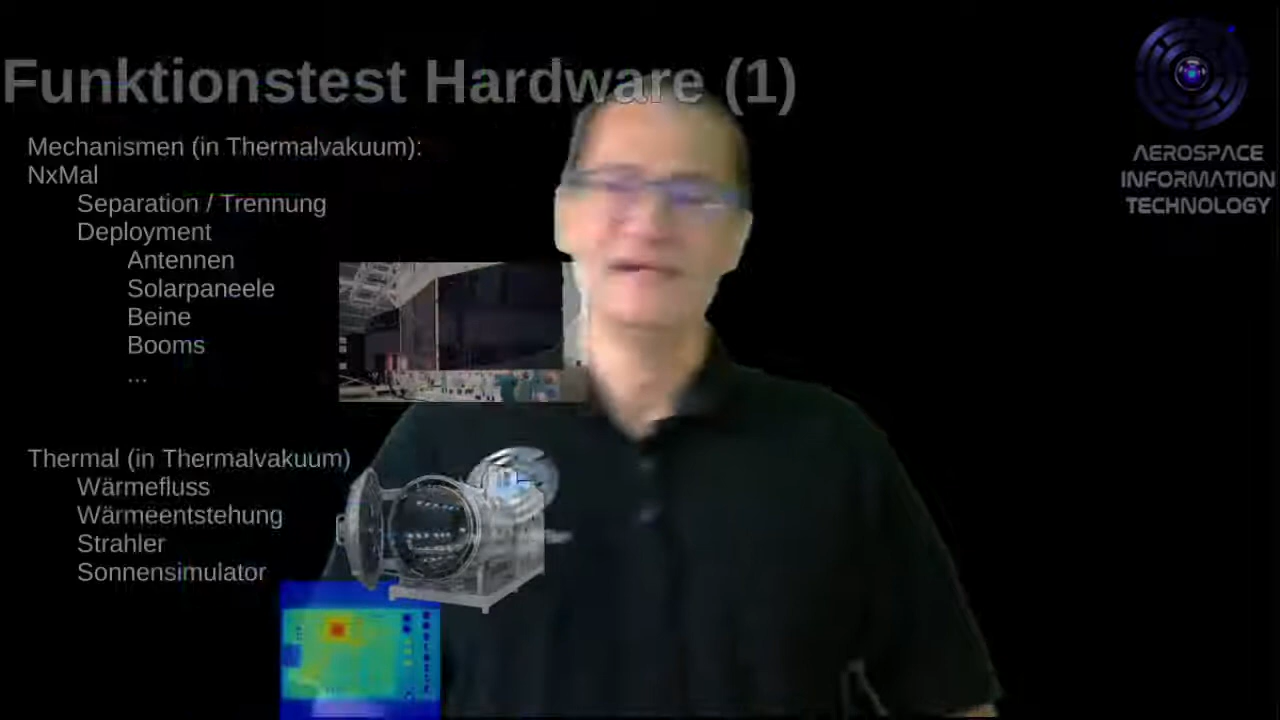 Funktionstest Hardware (1)
Mechanismen (in Thermalvakuum):
NxMal
Separation / Trennung
Deployment
Antennen
Solarpaneele
Beine
Booms
...
Thermal (in Thermalvakuum)
Wärmefluss
Wärmeentstehung
Strahler
Sonnensimulator
AEROSPACE
INFORMATION
TECHNOLOGY